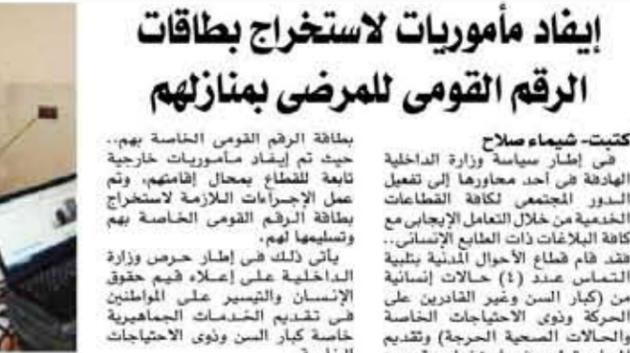 إيفاد مأموريات لاستخراج بطاقات
الرقم القومى للمرضى بمنازلهم
كتبت- شيماء صلاح
فى إطار سياسة وزارة الداخلية
الهادفة فى أحد محاورها إلى تفعيل
الدور المجتمعى لكافة القطاعات
الخدمية من خلال التعامل الإيجابى مع
كافة البلاغات ذات الطابع الإنسانى..
فقد قام قطاع الأحوال المدنية بتلبية
التماس عدد (٤) حالات إنسانية
من (كبار السن وغير القادرين على
الحركة وذوى الاحتياجات الخاصة
والحالات الصحية الحرجة) وتقديم
بطاقة الرقم القومى الخاصة بهم..
حيث تم إيفاد مأموريات خارجية
تابعة للقطاع بمحال إقامتهم، وتم
عمل الإجراءات اللازمة لاستخراج
بطاقة الرقم القومى الخاصة بهم
وتسليمها لهم.
يأتى ذلك فى إطار حرص وزارة
الداخلية على إعلاء قيم حقوق
الإنسان والتيسير على المواطنين
فى تقديم الخدمات الجماهيرية
خاصة كبار السن وذوى الاحتياجات